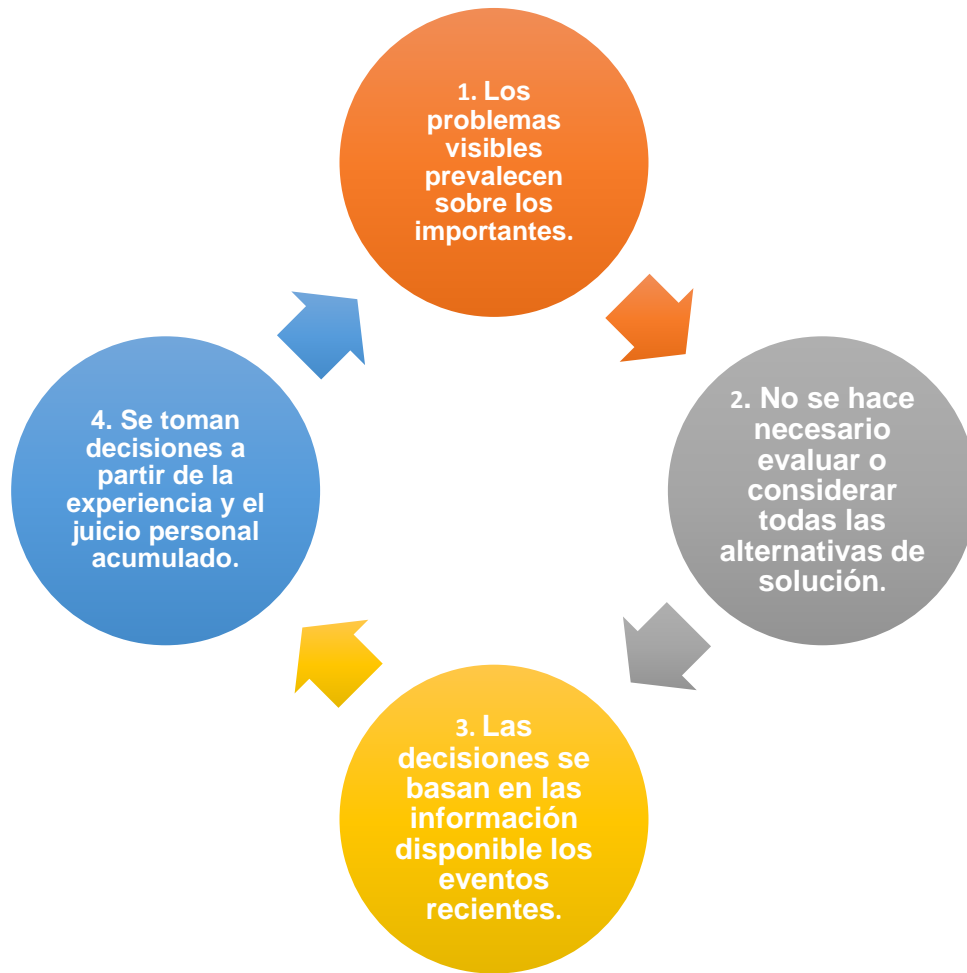 1. Los
problemas
visibles
prevalecen
sobre los
importantes.
2. No se hace
necesario
evaluar o
considerar
todas las
alternativas de
solución.
3. Las
decisiones se
basan en las
información
disponible los
eventos
recientes.
4. Se toman
decisiones a
partir de la
experiencia y el
juicio personal
acumulado.